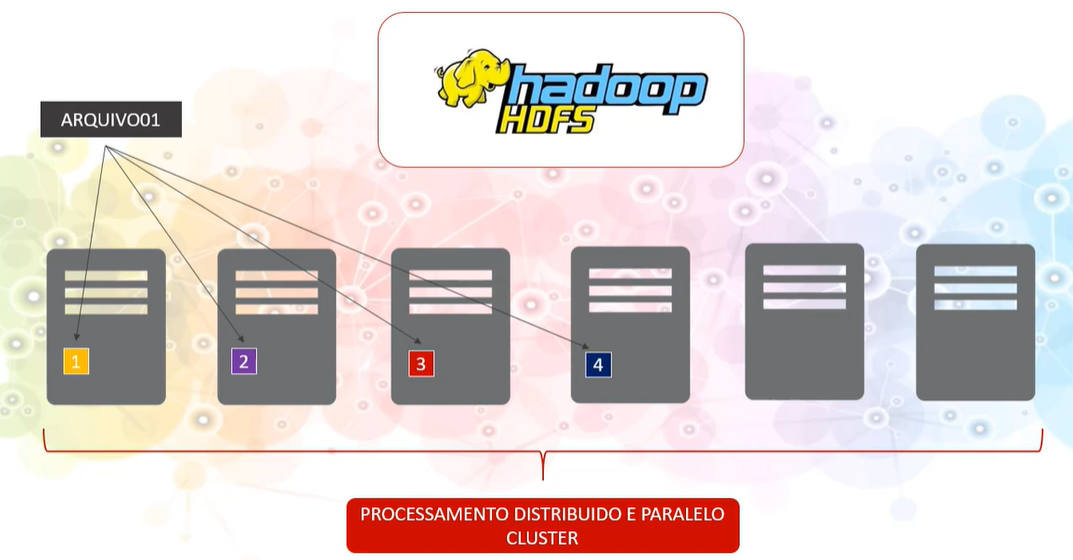 hadoop
HDFS
ARQUIVO01
1
2
3
4
PROCESSAMENTO DISTRIBUIDO E PARALELO
CLUSTER